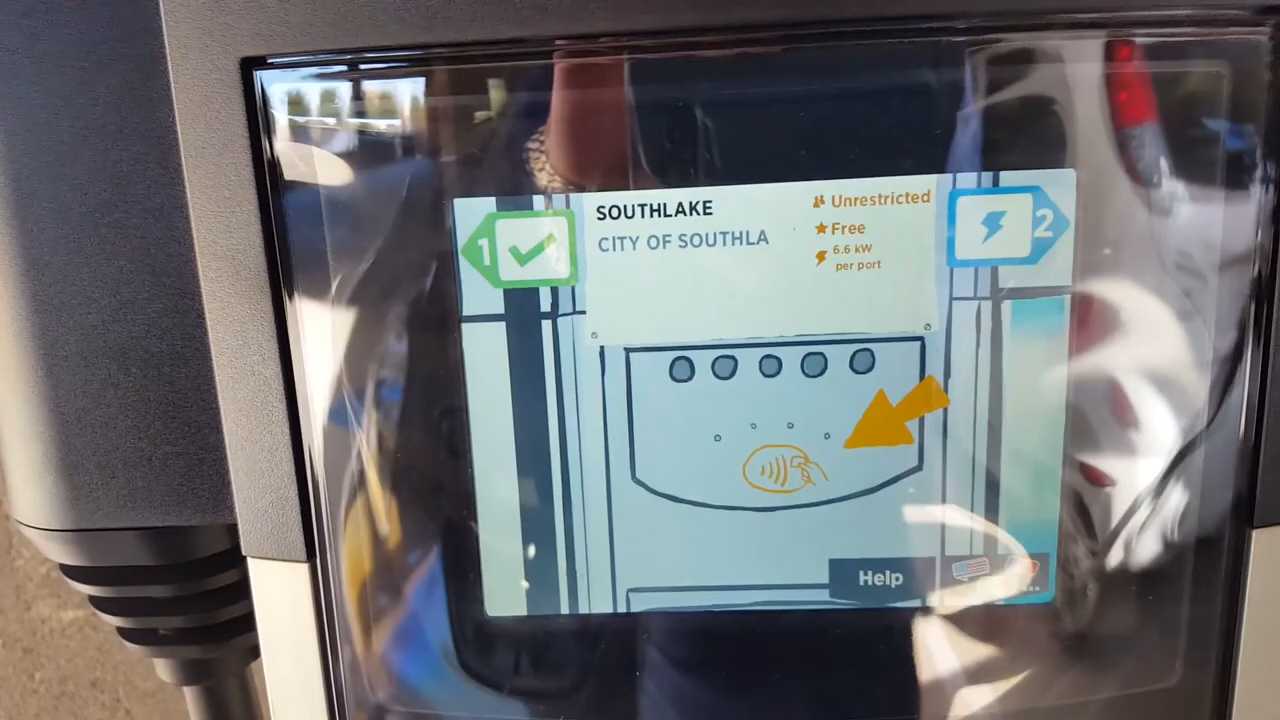 1
SOUTHLAKE
CITY OF SOUTHLA
Unrestricted
Free
6.6 kW
per port
2
Help